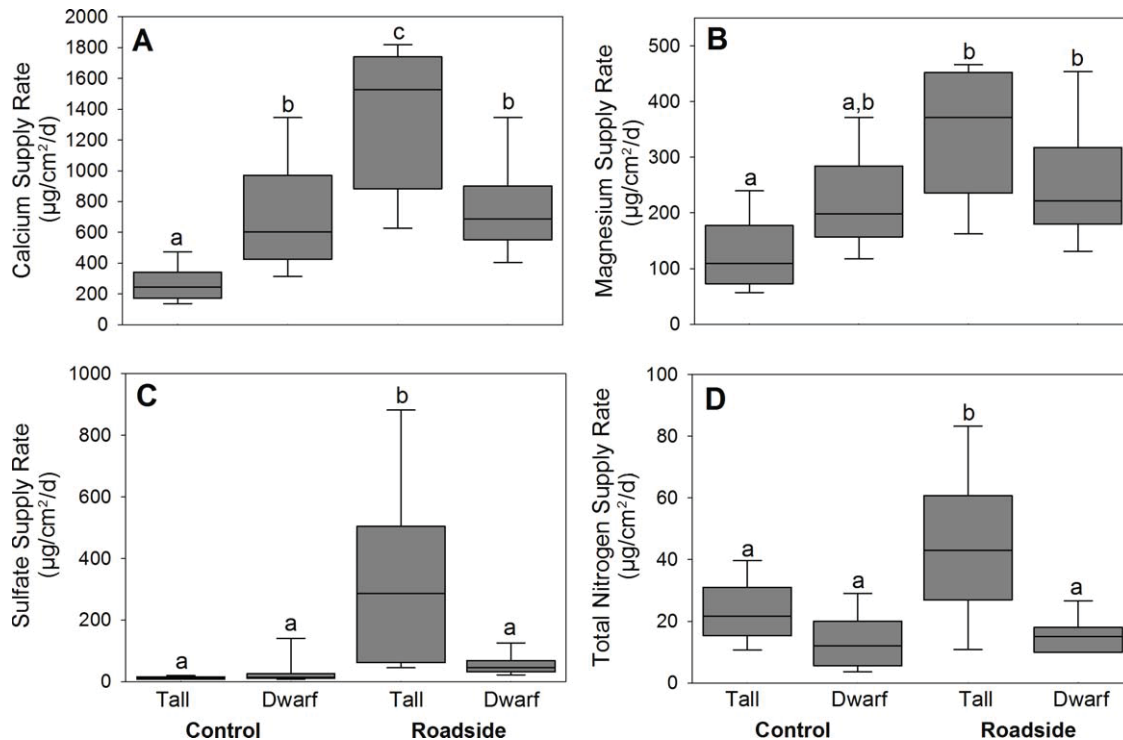 A
Calcium Supply Rate
(µg/cm²/d)
2000
1800
1600
1400
1200
1000
800
600
400
200
0
a
b
c
b
B
Magnesium Supply Rate
(µg/cm²/d)
500
400
300
200
100
0
a
a,b
b
b
C
Sulfate Supply Rate
(µg/cm²/d)
1000
800
600
400
200
0
a
a
b
a
Tall Dwarf Tall Dwarf
Control Roadside
D
Total Nitrogen Supply Rate
(µg/cm²/d)
100
80
60
40
20
0
a
a
b
a
Tall Dwarf Tall Dwarf
Control Roadside